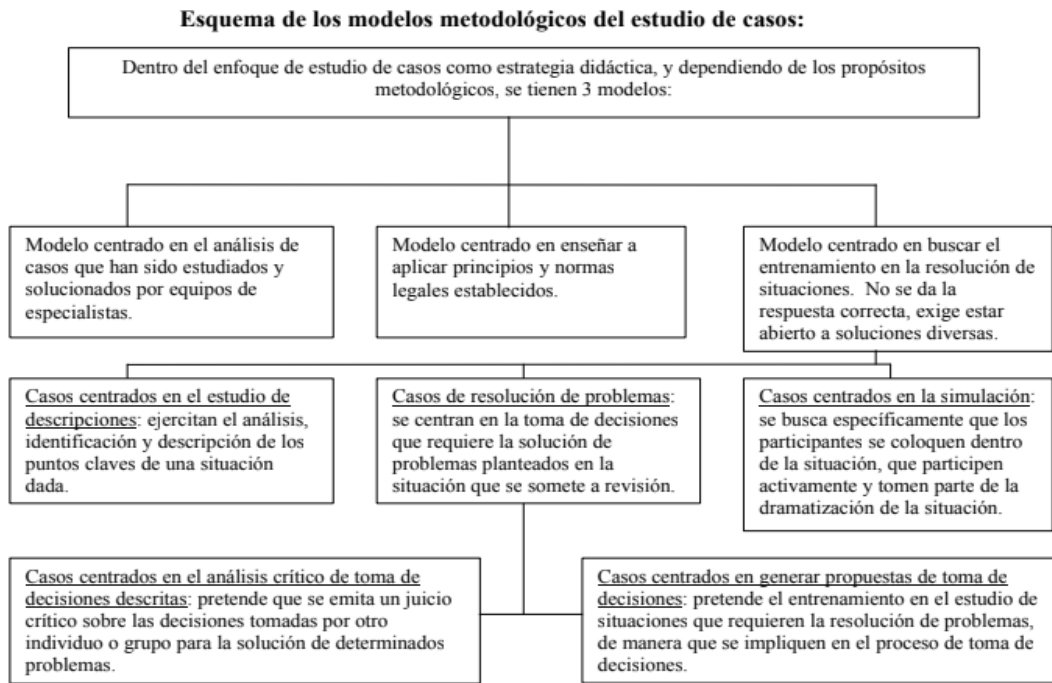 Esquema de los modelos metodológicos del estudio de casos:
Dentro del enfoque de estudio de casos como estrategia didáctica, y dependiendo de los propósitos
metodológicos, se tienen 3 modelos:
Modelo centrado en el análisis de
casos que han sido estudiados y
solucionados por equipos de
especialistas.
Modelo centrado en enseñar a
aplicar principios y normas
legales establecidos.
Modelo centrado en buscar el
entrenamiento en la resolución de
situaciones. No se da la
respuesta correcta, exige estar
abierto a soluciones diversas.
Casos centrados en el estudio de
descripciones: ejercitan el análisis,
identificación y descripción de los
puntos claves de una situación
dada.
Casos de resolución de problemas:
se centran en la toma de decisiones
que requiere la solución de
problemas planteados en la
situación que se somete a revisión.
Casos centrados en la simulación:
se busca específicamente que los
participantes se coloquen dentro
de la situación, que participen
activamente y tomen parte de la
dramatización de la situación.
Casos centrados en el análisis crítico de toma de
decisiones descritas: pretende que se emita un juicio
crítico sobre las decisiones tomadas por otro
individuo o grupo para la solución de determinados
problemas.
Casos centrados en generar propuestas de toma de
decisiones: pretende el entrenamiento en el estudio de
situaciones que requieren la resolución de problemas,
de manera que se impliquen en el proceso de toma de
decisiones.